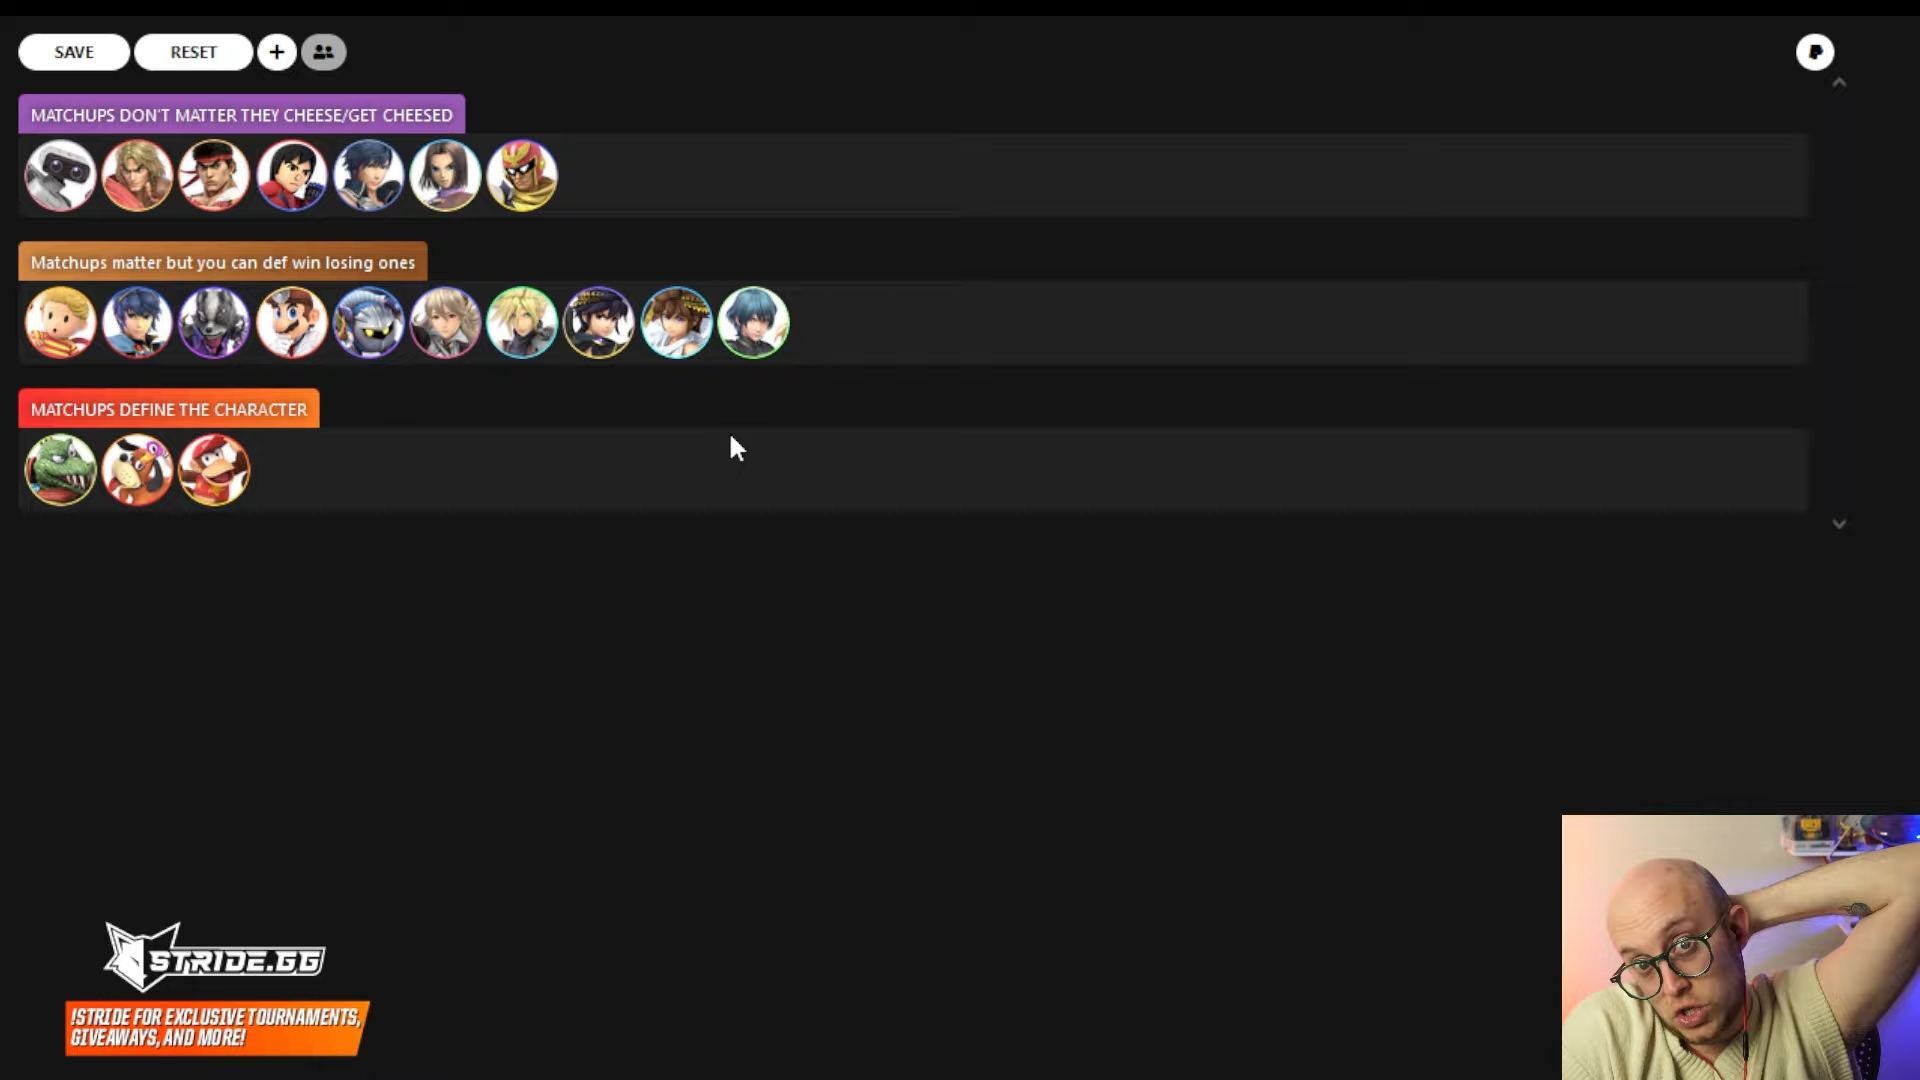 SAVE
RESET
+
MATCHUPS DON'T MATTER THEY CHEESE/GET CHEESED
Matchups matter but you can def win losing ones
MATCHUPS DEFINE THE CHARACTER
STRIDE.GG
!STRIDE FOR EXCLUSIVE TOURNAMENTS,
GIVEAWAYS, AND MORE!